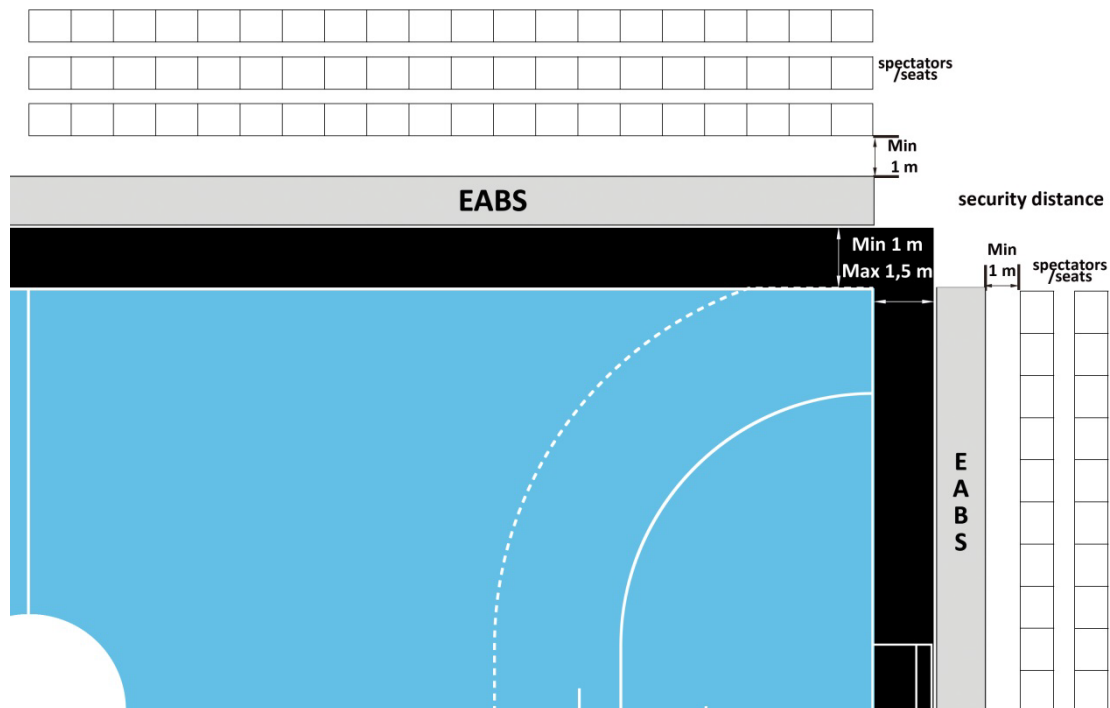 spectators
/seats
Min
1 m
EABS
security distance
Min 1 m
Max 1,5 m
Min
1 m
spectators
/seats
E
A
B
S